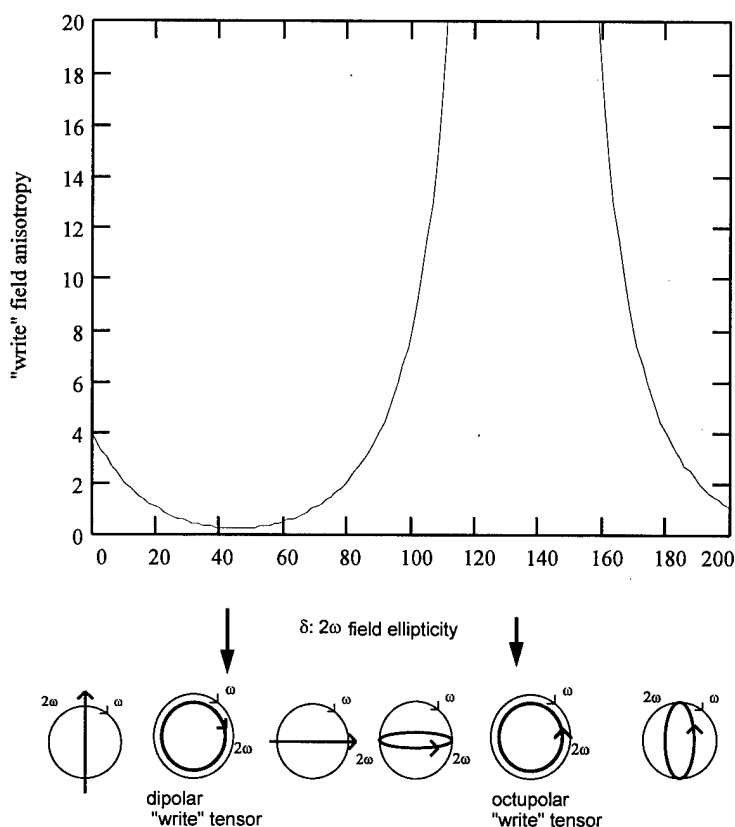 "write" field anisotropy
20
18
16
14
12
10
8
6
4
2
0
0 20 40 60 80 100 120 140 160 180 200
δ: 2ω field ellipticity
2ω ω
ω 2ω
ω 2ω
ω 2ω
ω 2ω
2ω ω
dipolar
"write" tensor
octupolar
"write" tensor